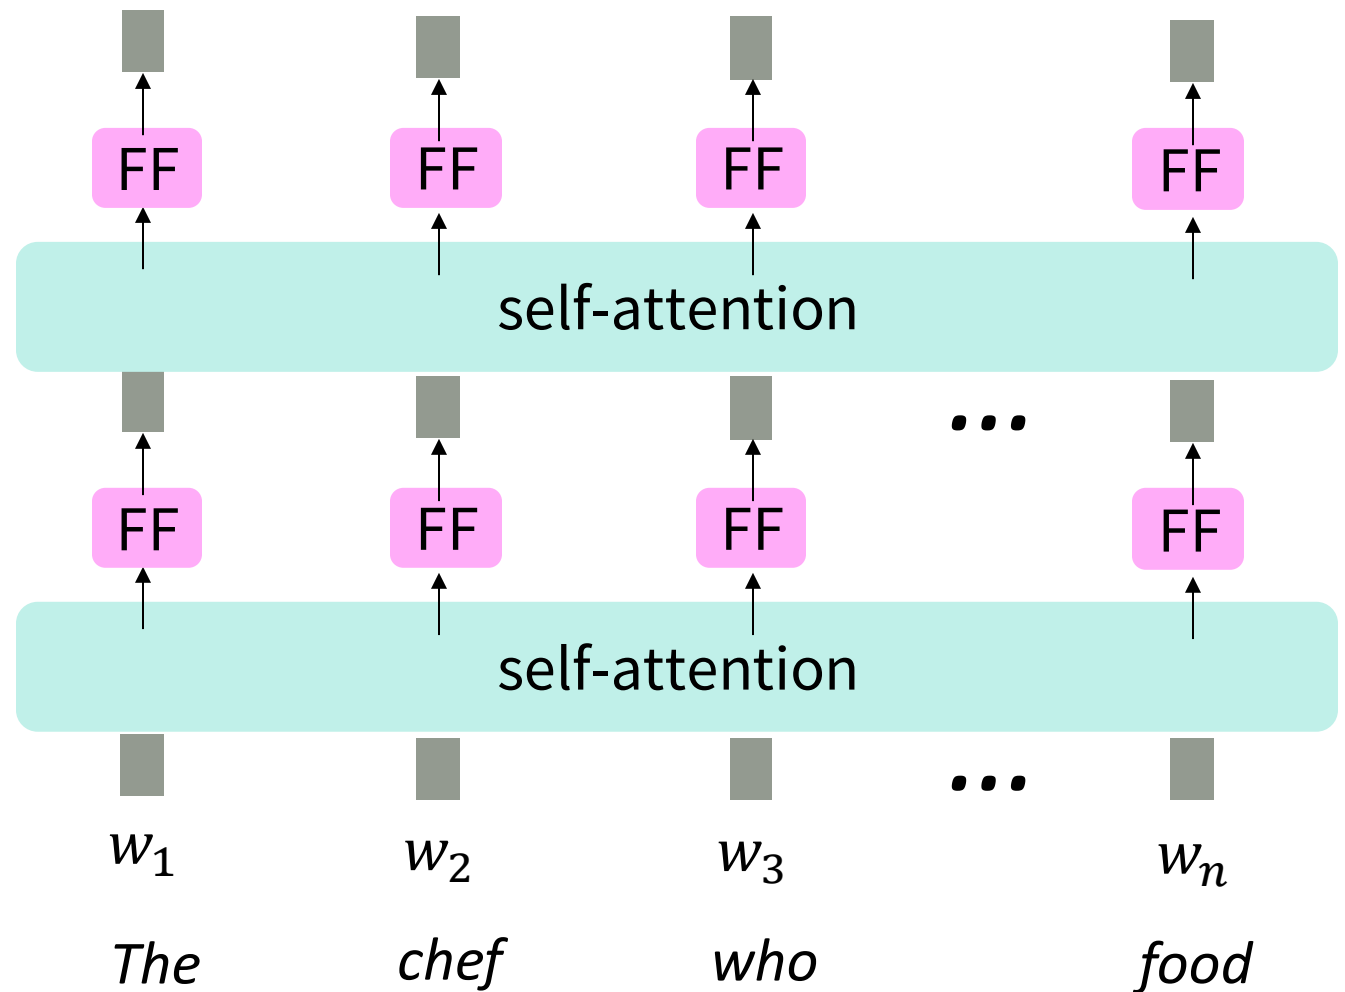 FF FF FF FF
self-attention
...
FF FF FF FF
self-attention
...
w₁ w₂ w₃ wₙ
The chef who food